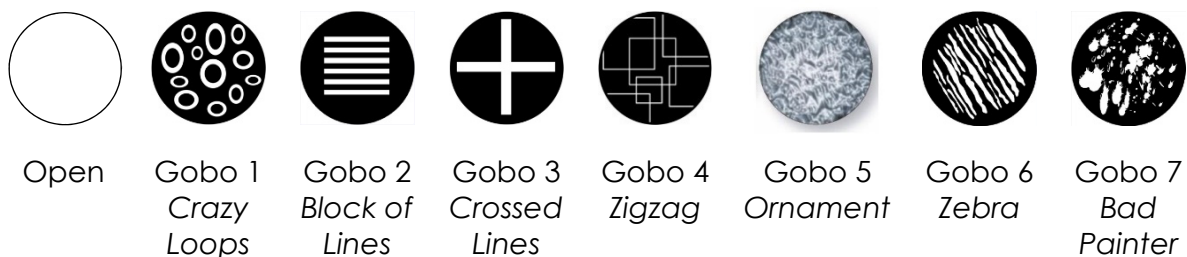 Open
Gobo 1
Crazy
Loops
Gobo 2
Block of
Lines
Gobo 3
Crossed
Lines
Gobo 4
Zigzag
Gobo 5
Ornament
Gobo 6
Zebra
Gobo 7
Bad
Painter